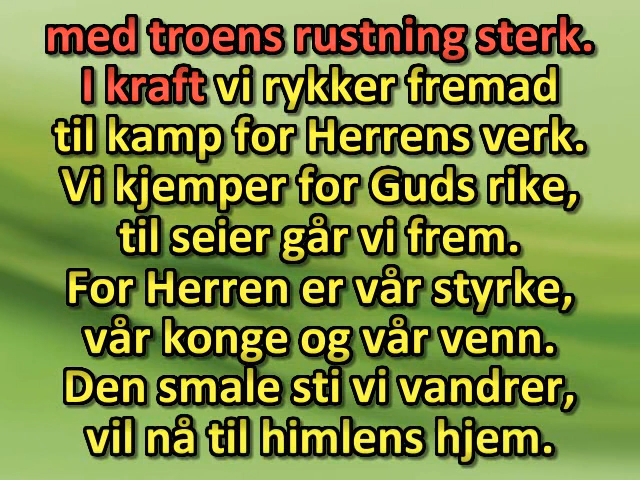 med troens rustning sterk.
I kraft vi rykker fremad
til kamp for Herrens verk.
Vi kjemper for Guds rike,
til seier går vi frem.
For Herren er vår styrke,
vår konge og vår venn.
Den smale sti vi vandrer,
vil nå til himlens hjem.